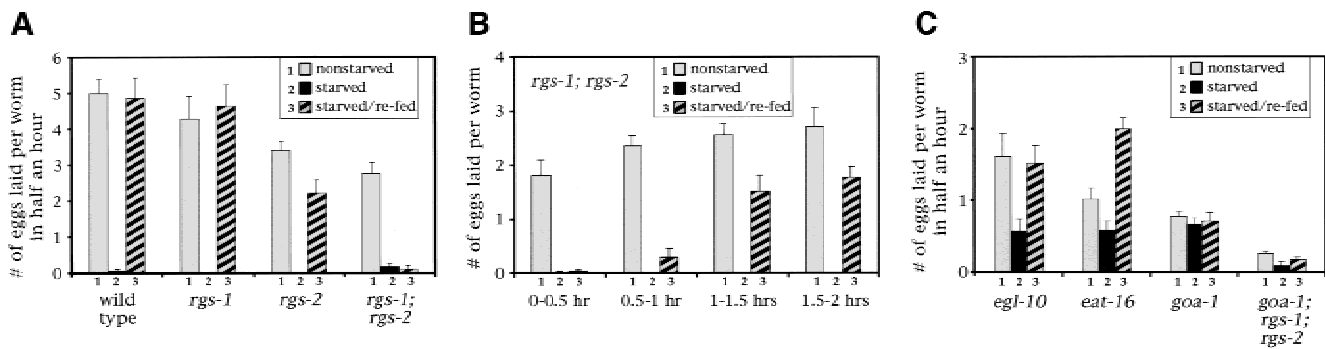 A
# of eggs laid per worm
in half an hour
6
5
4
3
2
1
0
1 nonstarved
2 starved
3 starved/re-fed
1 2 3 1 2 3 1 2 3 1 2 3
wild
type
rgs-1
rgs-2
rgs-1;
rgs-2
B
# of eggs laid per worm
in half an hour
4
3
2
1
0
rgs-1; rgs-2
1 nonstarved
2 starved
3 starved/re-fed
1 2 3 1 2 3 1 2 3 1 2 3
0-0.5 hr 0.5-1 hr 1-1.5 hrs 1.5-2 hrs
C
# of eggs laid per worm
in half an hour
3
2
1
0
1 nonstarved
2 starved
3 starved/re-fed
1 2 3 1 2 3 1 2 3 1 2 3
egl-10 eat-16 goa-1 goa-1;
rgs-1;
rgs-2